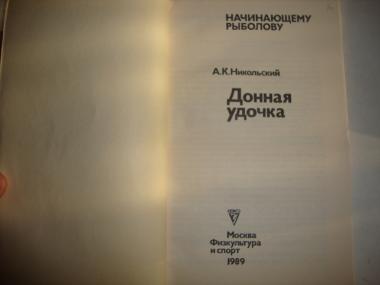 НАЧИНАЮЩЕМУ
РЫБОЛОВУ
А.К.Никольский
Донная
удочка
Москва
Физкультура
и спорт
1989